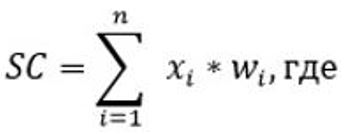 SC = ∑_{i=1}^{n} x_i * w_i, где